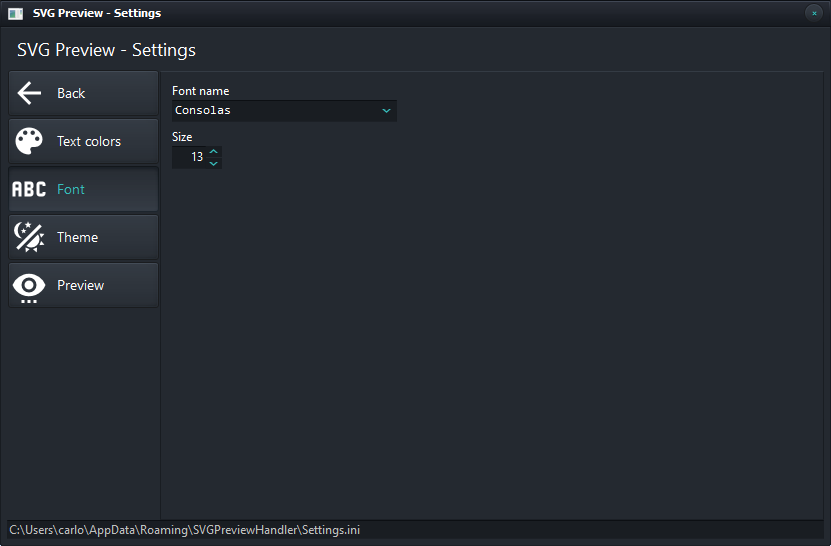 SVG Preview - Settings
SVG Preview - Settings
Back
Text colors
ABC Font
Theme
Preview
Font name
Consolas
Size
13
C:\Users\carlo\AppData\Roaming\SVGPreviewHandler\Settings.ini